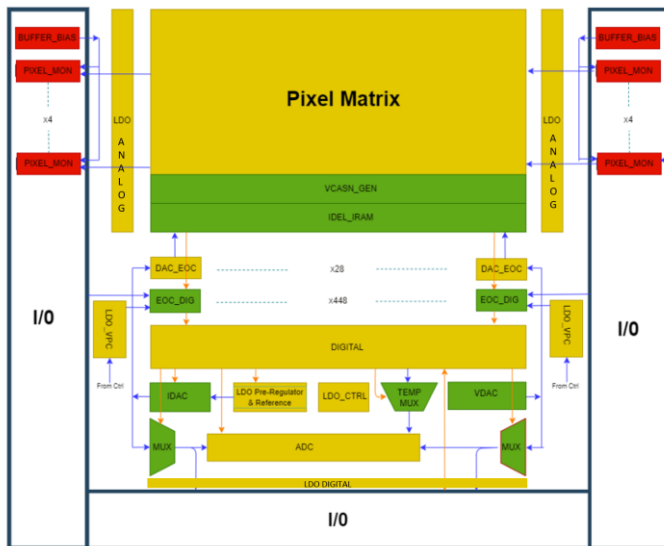 BUFFER_BIAS
PIXEL_MON
x4
PIXEL_MON
LDO
ANALOG
Pixel Matrix
VCASN_GEN
IDEL_IRAM
LDO
ANALOG
BUFFER_BIAS
PIXEL_MON
x4
PIXEL_MON
DAC_EOC
x28
DAC_EOC
EOC_DIG
x448
EOC_DIG
I/0
I/0
LDO_VPC
From Ctrl
DIGITAL
LDO_VPC
From Ctrl
IDAC
LDO Pre-Regulator
& Reference
LDO_CTRL
TEMP
MUX
VDAC
MUX
ADC
MUX
LDO DIGITAL
I/0